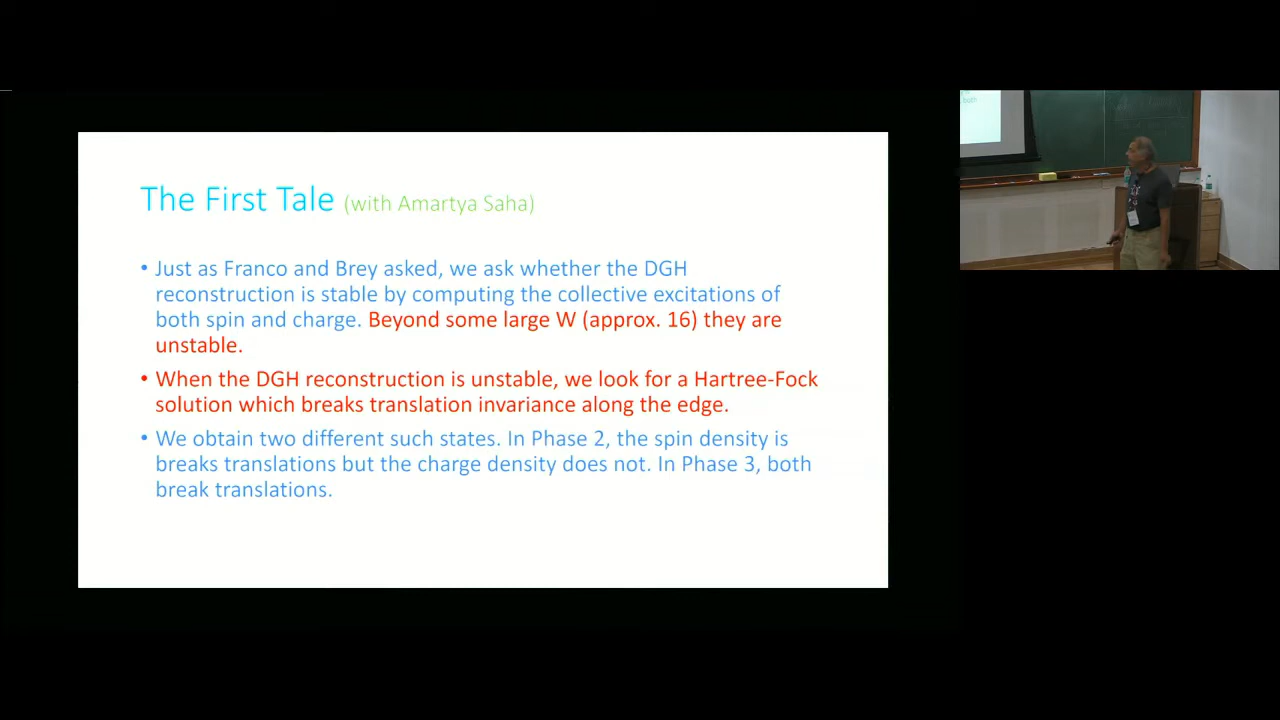 The First Tale (with Amartya Saha)
• Just as Franco and Brey asked, we ask whether the DGH
reconstruction is stable by computing the collective excitations of
both spin and charge. Beyond some large W (approx. 16) they are
unstable.
• When the DGH reconstruction is unstable, we look for a Hartree-Fock
solution which breaks translation invariance along the edge.
• We obtain two different such states. In Phase 2, the spin density is
breaks translations but the charge density does not. In Phase 3, both
break translations.